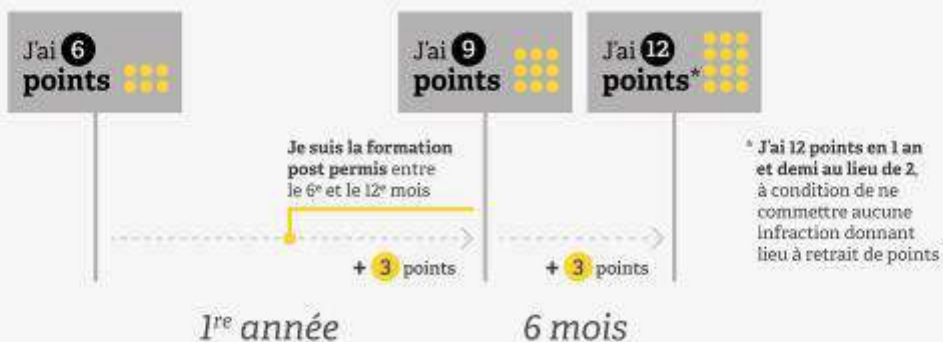 J'ai 6
points
J'ai 9
points
J'ai 12
points*
Je suis la formation
post permis entre
le 6e et le 12e mois
* J'ai 12 points en 1 an
et demi au lieu de 2,
à condition de ne
commettre aucune
infraction donnant
lieu à retrait de points
+ 3 points
+ 3 points
1re année
6 mois